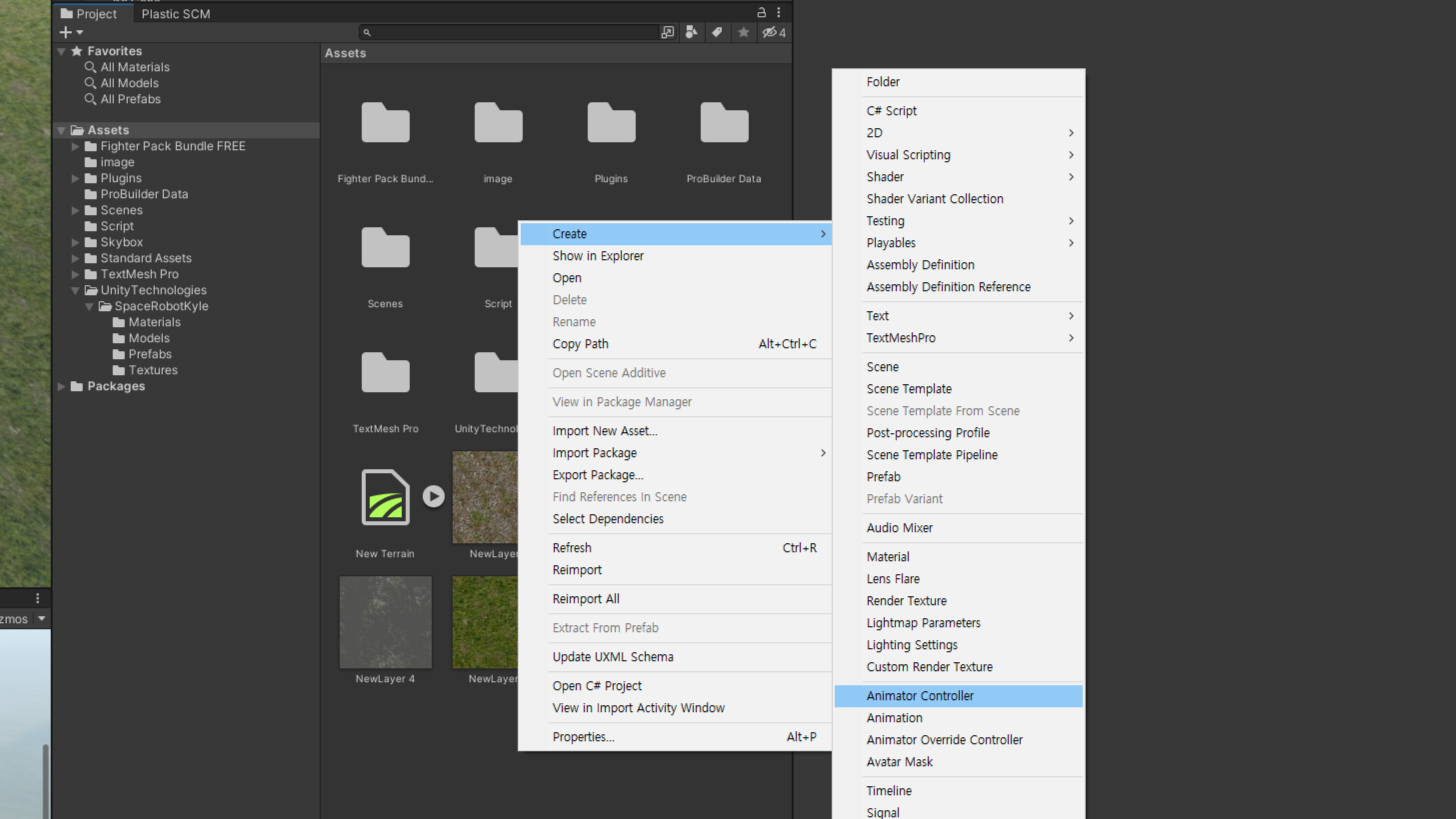 Project
Plastic SCM
4
Favorites
All Materials
All Models
All Prefabs
Assets
Fighter Pack Bundle FREE
image
Plugins
ProBuilder Data
Scenes
Script
Skybox
Standard Assets
TextMesh Pro
UnityTechnologies
SpaceRobotKyle
Materials
Models
Prefabs
Textures
Packages
zmos
Assets
Fighter Pack Bund...
image
Plugins
ProBuilder Data
Scenes
Script
TextMesh Pro
UnityTechnol
New Terrain
NewLayer
NewLayer 4
NewLayer
Create
Show in Explorer
Open
Delete
Rename
Copy Path Alt+Ctrl+C
Open Scene Additive
View in Package Manager
Import New Asset...
Import Package
Export Package...
Find References In Scene
Select Dependencies
Refresh Ctrl+R
Reimport
Reimport All
Extract From Prefab
Update UXML Schema
Open C# Project
View in Import Activity Window
Properties... Alt+P
Folder
C# Script
2D
Visual Scripting
Shader
Shader Variant Collection
Testing
Playables
Assembly Definition
Assembly Definition Reference
Text
TextMeshPro
Scene
Scene Template
Scene Template From Scene
Post-processing Profile
Scene Template Pipeline
Prefab
Prefab Variant
Audio Mixer
Material
Lens Flare
Render Texture
Lightmap Parameters
Lighting Settings
Custom Render Texture
Animator Controller
Animation
Animator Override Controller
Avatar Mask
Timeline
Signal